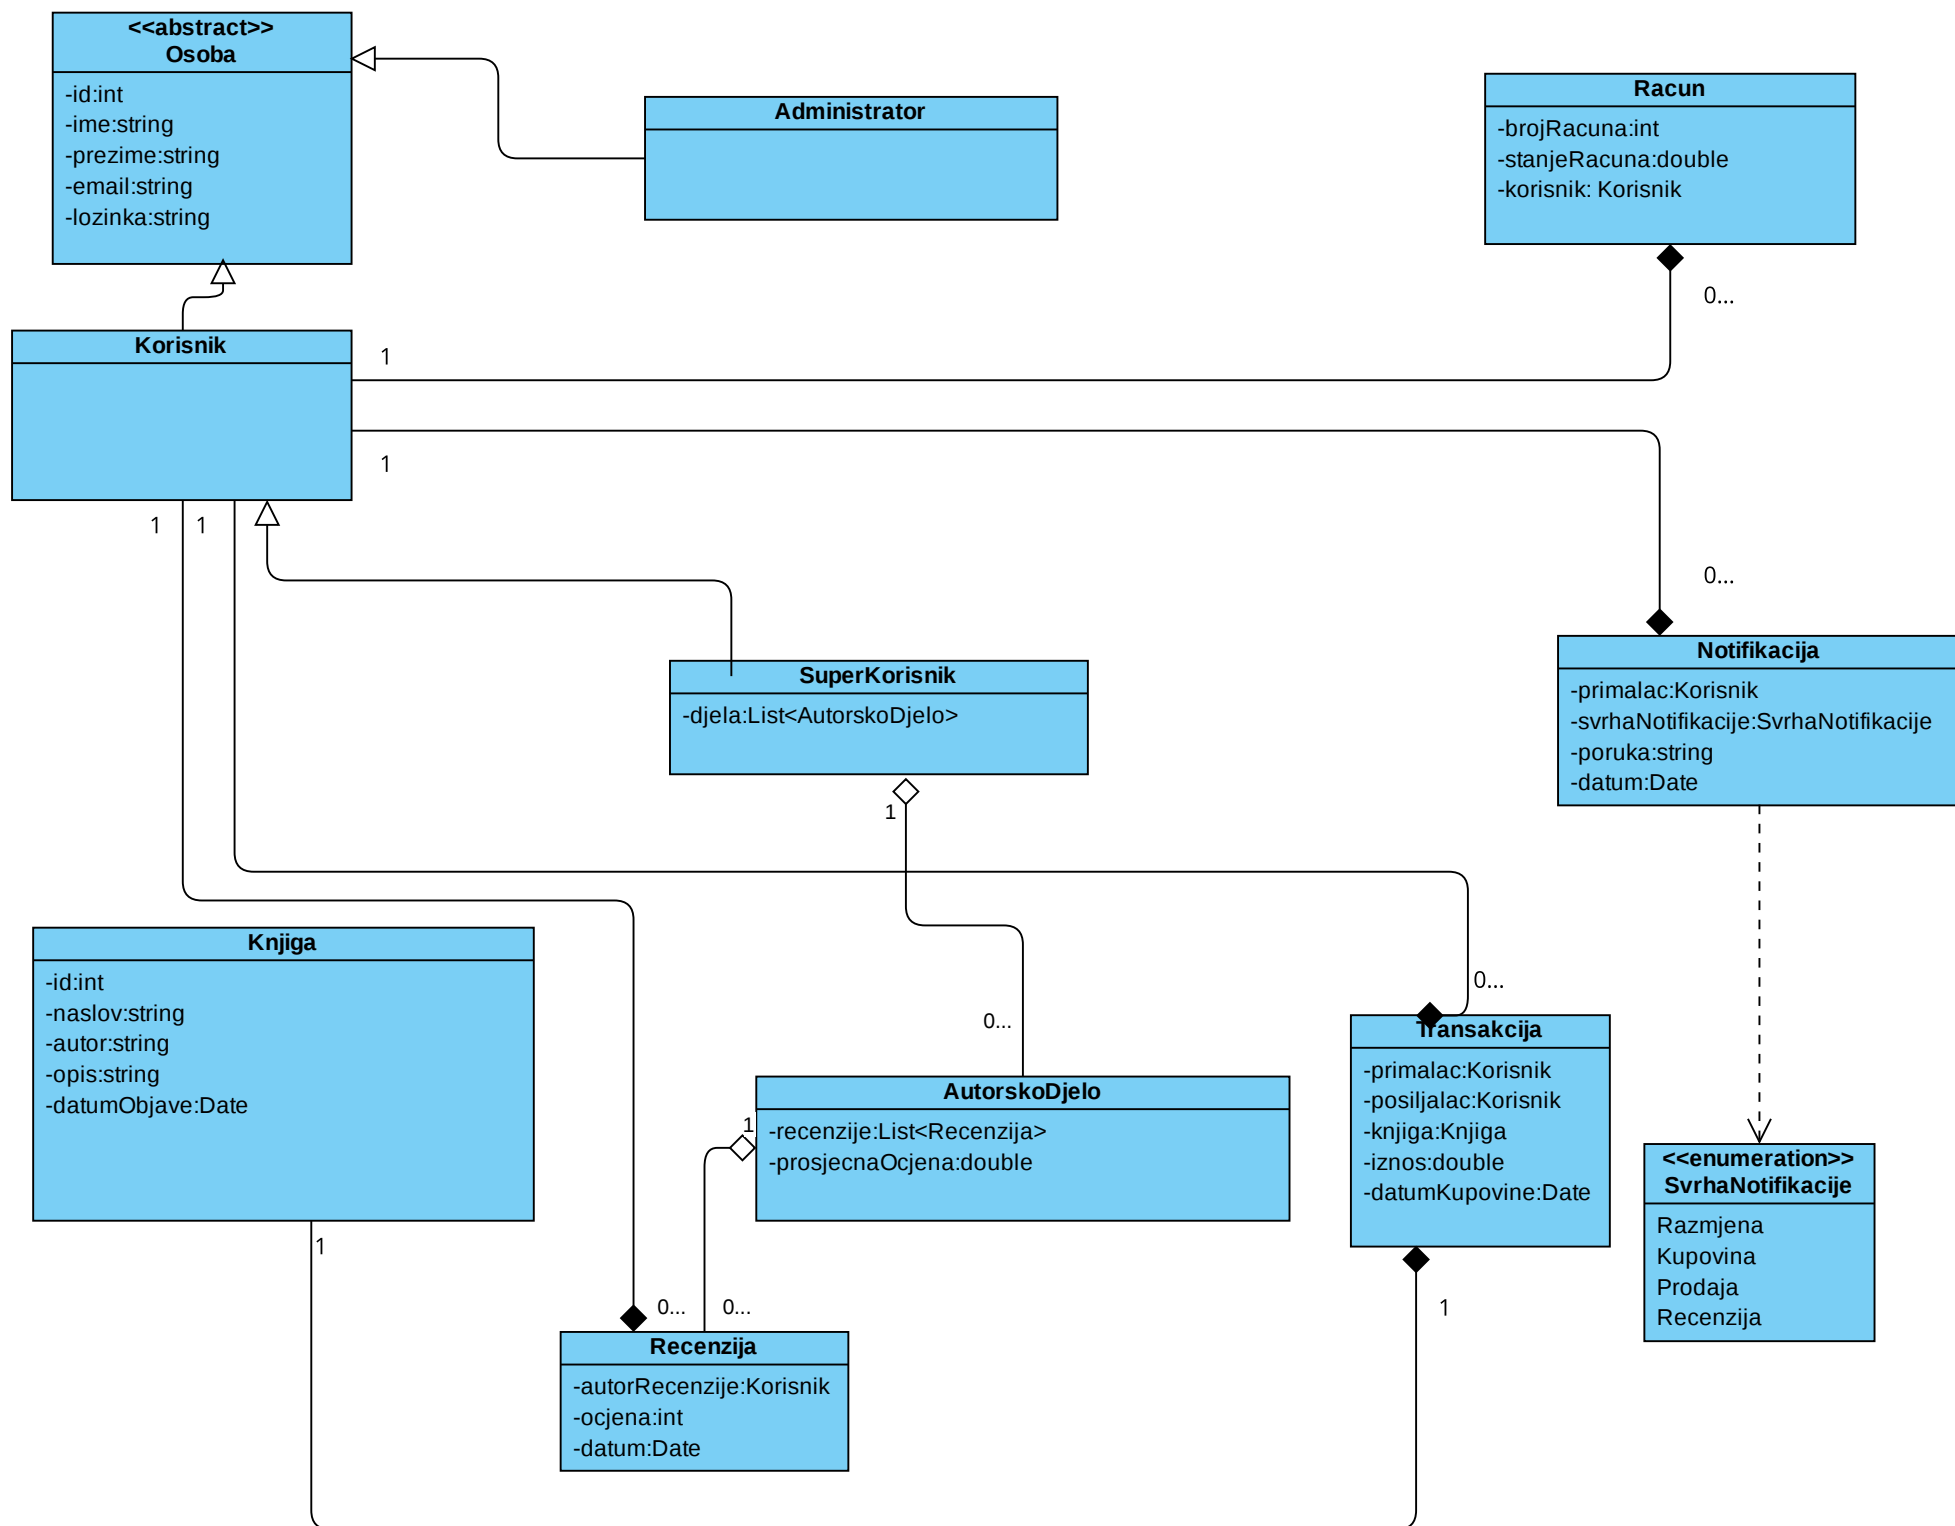 <<abstract>>
Osoba
-id:int
-ime:string
-prezime:string
-email:string
-lozinka:string
Administrator
Racun
-brojRacuna:int
-stanjeRacuna:double
-korisnik: Korisnik
0...
Korisnik
1
1
1
1
0...
SuperKorisnik
-djela:List<AutorskoDjelo>
1
Notifikacija
-primalac:Korisnik
-svrhaNotifikacije:SvrhaNotifikacije
-poruka:string
-datum:Date
Knjiga
-id:int
-naslov:string
-autor:string
-opis:string
-datumObjave:Date
1
0...
0...
AutorskoDjelo
1
-recenzije:List<Recenzija>
-prosjecnaOcjena:double
Transakcija
-primalac:Korisnik
-posiljalac:Korisnik
-knjiga:Knjiga
-iznos:double
-datumKupovine:Date
1
<<enumeration>>
SvrhaNotifikacije
Razmjena
Kupovina
Prodaja
Recenzija
0...
0...
Recenzija
-autorRecenzije:Korisnik
-ocjena:int
-datum:Date